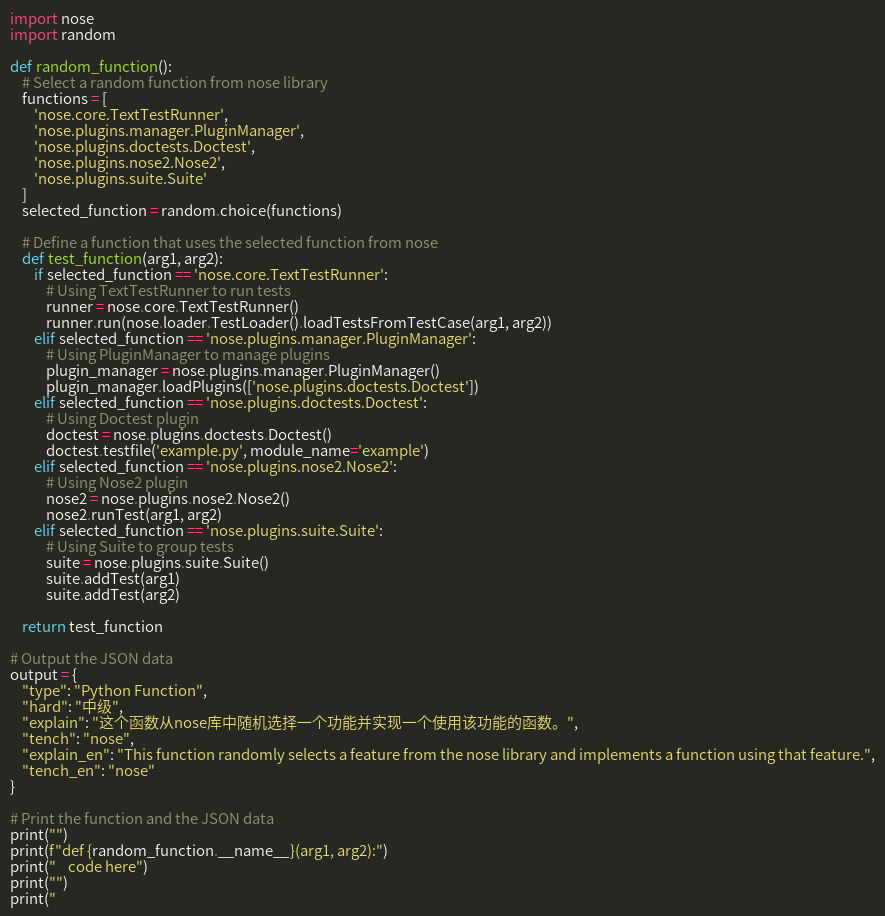 import nose
import random

def random_function():
    # Select a random function from nose library
    functions = [
        'nose.core.TextTestRunner',
        'nose.plugins.manager.PluginManager',
        'nose.plugins.doctests.Doctest',
        'nose.plugins.nose2.Nose2',
        'nose.plugins.suite.Suite'
    ]
    selected_function = random.choice(functions)

    # Define a function that uses the selected function from nose
    def test_function(arg1, arg2):
        if selected_function == 'nose.core.TextTestRunner':
            # Using TextTestRunner to run tests
            runner = nose.core.TextTestRunner()
            runner.run(nose.loader.TestLoader().loadTestsFromTestCase(arg1, arg2))
        elif selected_function == 'nose.plugins.manager.PluginManager':
            # Using PluginManager to manage plugins
            plugin_manager = nose.plugins.manager.PluginManager()
            plugin_manager.loadPlugins(['nose.plugins.doctests.Doctest'])
        elif selected_function == 'nose.plugins.doctests.Doctest':
            # Using Doctest plugin
            doctest = nose.plugins.doctests.Doctest()
            doctest.testfile('example.py', module_name='example')
        elif selected_function == 'nose.plugins.nose2.Nose2':
            # Using Nose2 plugin
            nose2 = nose.plugins.nose2.Nose2()
            nose2.runTest(arg1, arg2)
        elif selected_function == 'nose.plugins.suite.Suite':
            # Using Suite to group tests
            suite = nose.plugins.suite.Suite()
            suite.addTest(arg1)
            suite.addTest(arg2)

    return test_function

# Output the JSON data
output = {
    "type": "Python Function",
    "hard": "中级",
    "explain": "这个函数从nose库中随机选择一个功能并实现一个使用该功能的函数。",
    "tench": "nose",
    "explain_en": "This function randomly selects a feature from the nose library and implements a function using that feature.",
    "tench_en": "nose"
}

# Print the function and the JSON data
print("")
print(f"def {random_function.__name__}(arg1, arg2):")
print("    code here")
print("")
print("